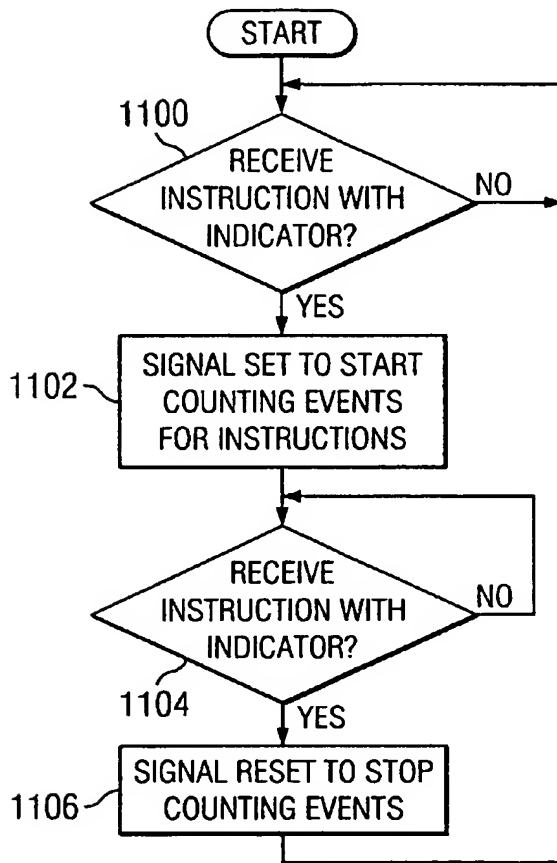 START
1100
RECEIVE
INSTRUCTION WITH
INDICATOR?
NO
YES
1102
SIGNAL SET TO START
COUNTING EVENTS
FOR INSTRUCTIONS
RECEIVE
INSTRUCTION WITH
INDICATOR?
NO
1104
YES
1106
SIGNAL RESET TO STOP
COUNTING EVENTS